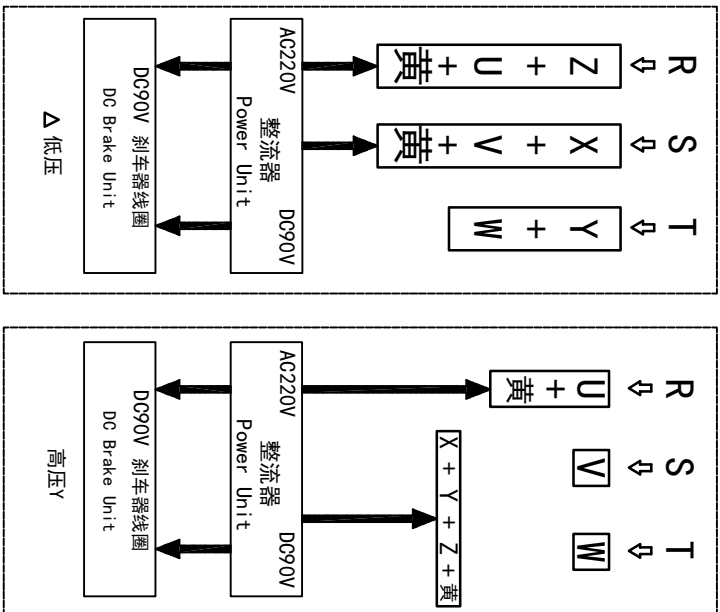 R S T
Z + U + 黄
X + V + 黄
Y + W
AC220V 整流器 DC90V
Power Unit
DC90V 刹车器线圈
DC Brake Unit
Δ 低压
R S T
U + 黄
V
W
X + Y + Z + 黄
AC220V 整流器 DC90V
Power Unit
DC90V 刹车器线圈
DC Brake Unit
高压Y